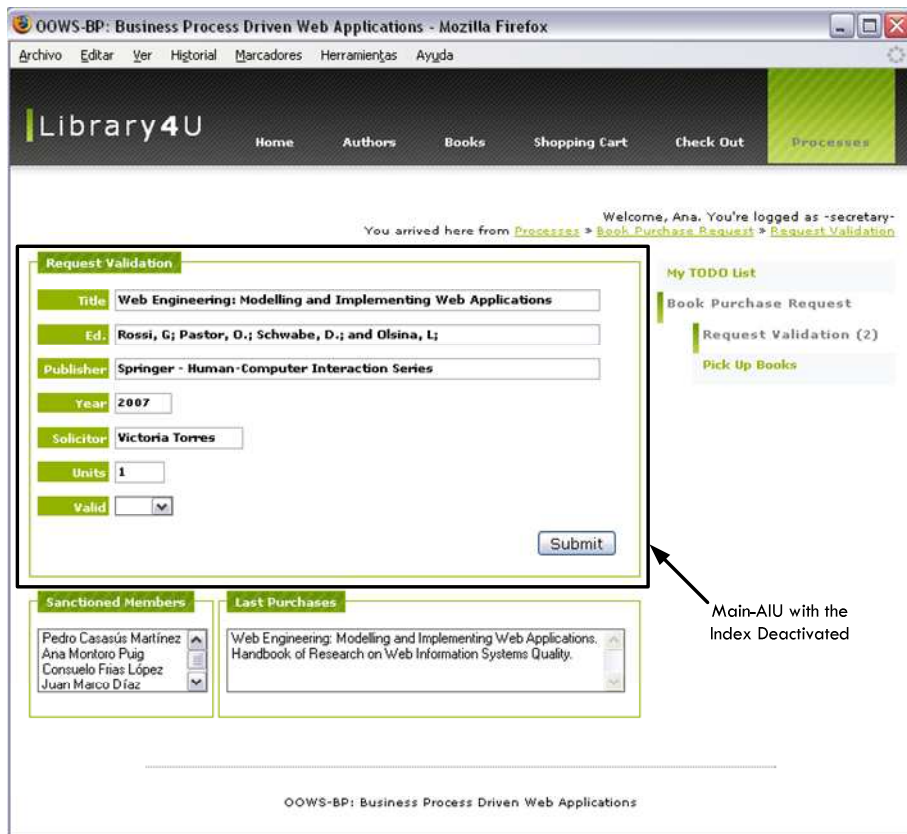 OOWS-BP: Business Process Driven Web Applications - Mozilla Firefox
Archivo Editar Ver Historial Marcadores Herramientas Ayuda
Library4U
Home Authors Books Shopping Cart Check Out Processes
Welcome, Ana. You're logged as -secretary-
You arrived here from Processes » Book Purchase Request » Request Validation
Request Validation
Title Web Engineering: Modelling and Implementing Web Applications
Ed. Rossi, G; Pastor, O.; Schwabe, D.; and Olsina, L;
Publisher Springer - Human-Computer Interaction Series
Year 2007
Solicitor Victoria Torres
Units 1
Valid
Submit
My TODO List
Book Purchase Request
Request Validation (2)
Pick Up Books
Main-AIU with the
Index Deactivated
Sanctioned Members
Pedro Casasús Martínez
Ana Montoro Puig
Consuelo Frias López
Juan Marco Díaz
Last Purchases
Web Engineering: Modelling and Implementing Web Applications.
Handbook of Research on Web Information Systems Quality.
OOWS-BP: Business Process Driven Web Applications